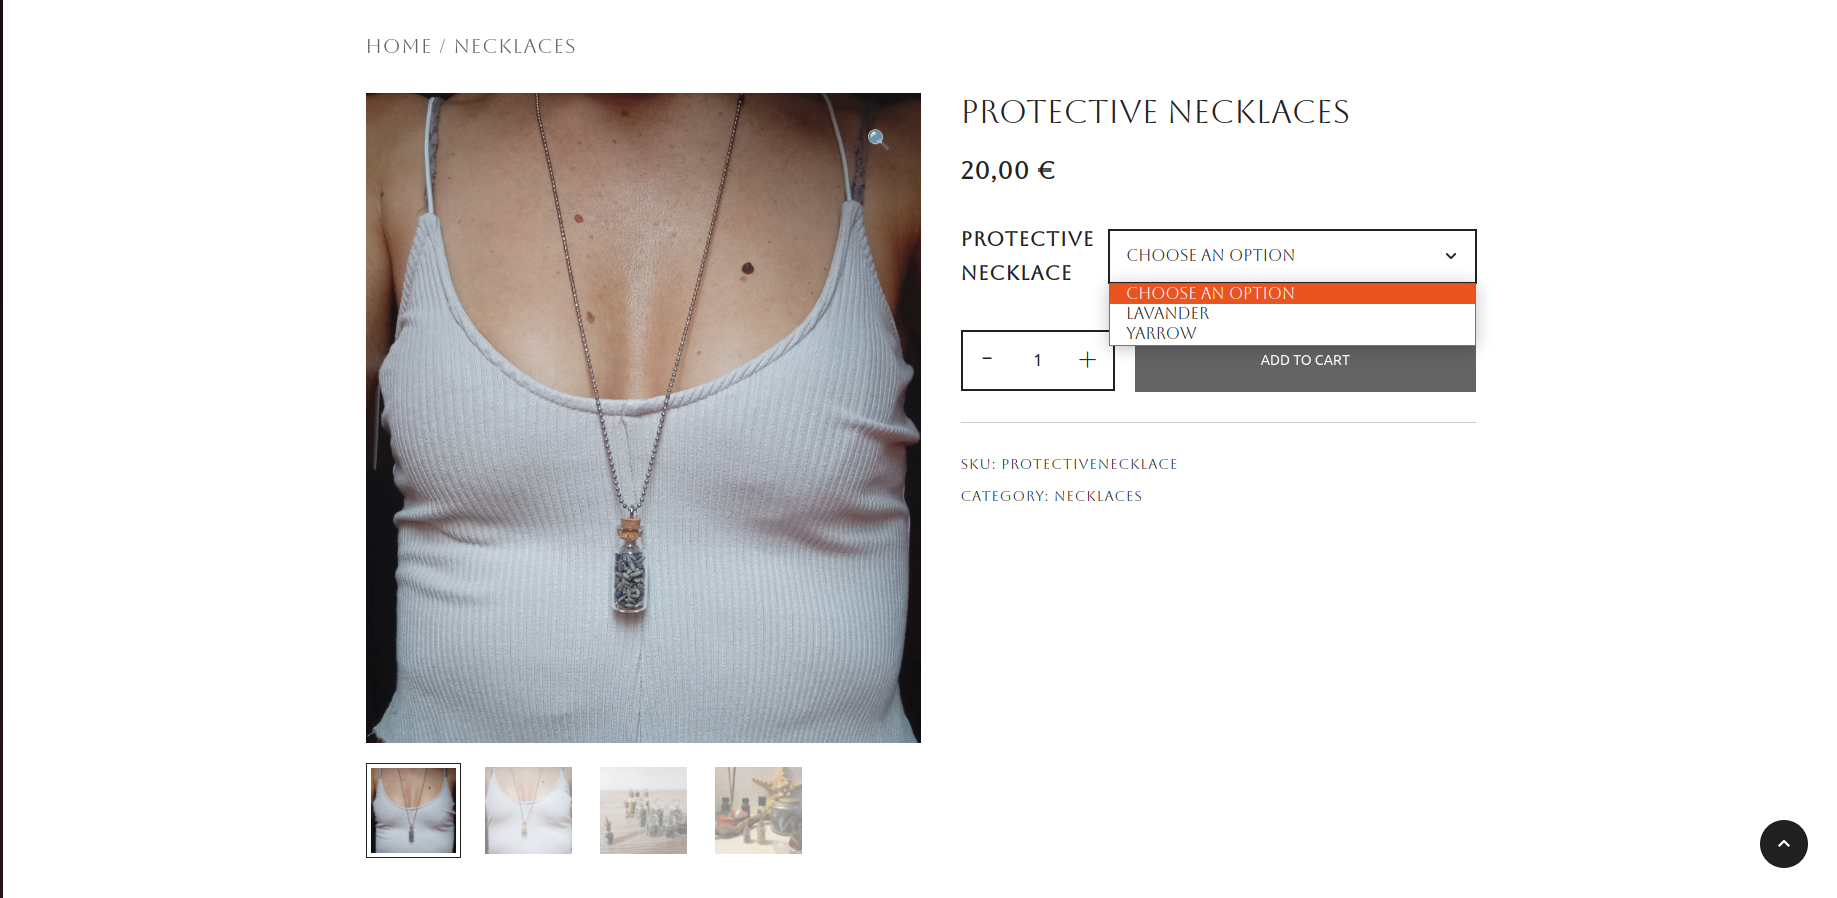 HOME / NECKLACES
PROTECTIVE NECKLACES
20,00 €
PROTECTIVE
NECKLACE
CHOOSE AN OPTION
CHOOSE AN OPTION
LAVANDER
YARROW
- 1 +
ADD TO CART
SKU: PROTECTIVENECKLACE
CATEGORY: NECKLACES